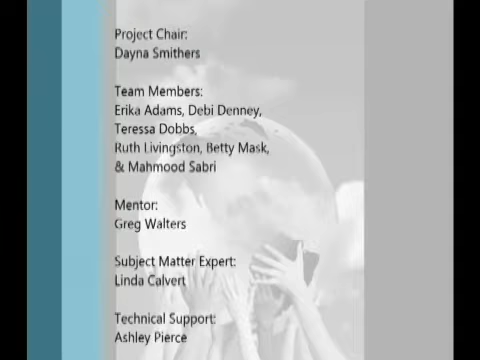 Project Chair:
Dayna Smithers
Team Members:
Erika Adams, Debi Denney,
Teressa Dobbs,
Ruth Livingston, Betty Mask,
& Mahmood Sabri
Mentor:
Greg Walters
Subject Matter Expert:
Linda Calvert
Technical Support:
Ashley Pierce